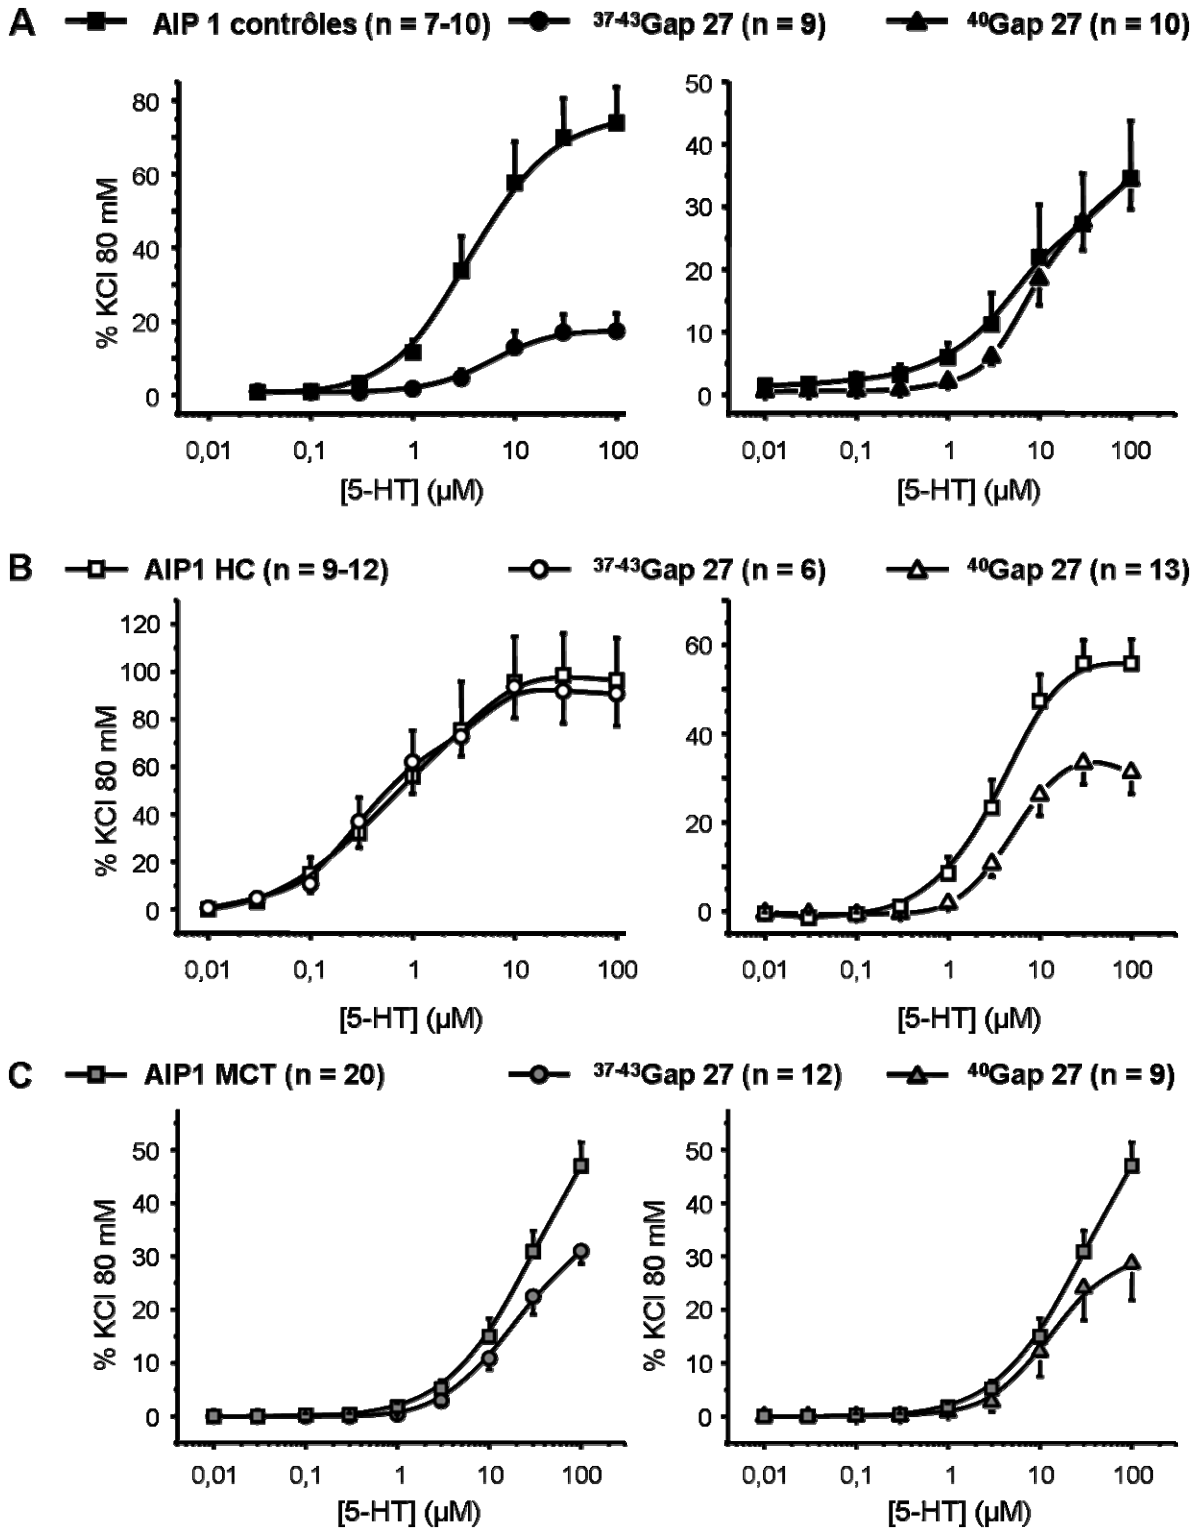 A AIP 1 contrôles (n = 7-10) 37-43Gap 27 (n = 9) 40Gap 27 (n = 10)
% KCl 80 mM
80
60
40
20
0
0,01 0,1 1 10 100
[5-HT] (µM)
50
40
30
20
10
0
0,01 0,1 1 10 100
[5-HT] (µM)
B AIP1 HC (n = 9-12) 37-43Gap 27 (n = 6) 40Gap 27 (n = 13)
% KCl 80 mM
120
100
80
60
40
20
0
0,01 0,1 1 10 100
[5-HT] (µM)
60
40
20
0
0,01 0,1 1 10 100
[5-HT] (µM)
C AIP1 MCT (n = 20) 37-43Gap 27 (n = 12) 40Gap 27 (n = 9)
% KCl 80 mM
50
40
30
20
10
0
0,01 0,1 1 10 100
[5-HT] (µM)
% KCl 80 mM
50
40
30
20
10
0
0,01 0,1 1 10 100
[5-HT] (µM)